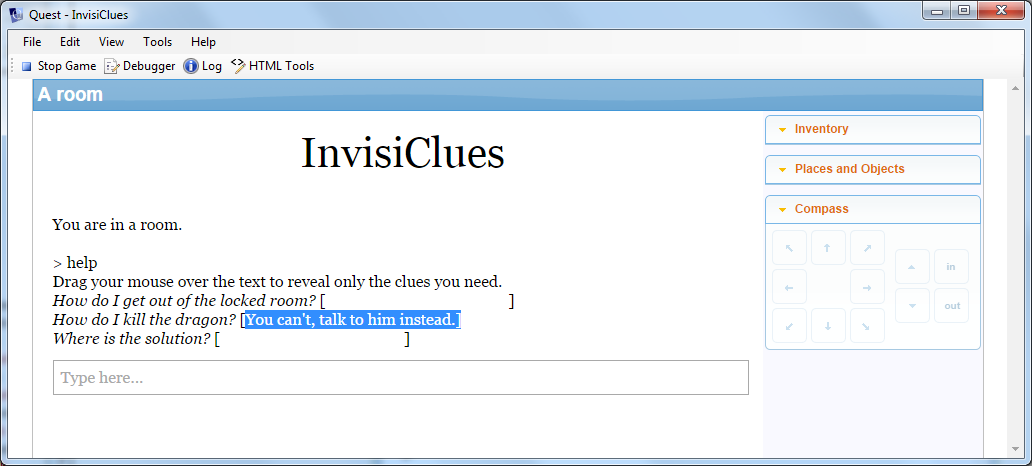 Quest - InvisiClues
File Edit View Tools Help
Stop Game Debugger Log HTML Tools
A room
InvisiClues
You are in a room.
> help
Drag your mouse over the text to reveal only the clues you need.
How do I get out of the locked room? [ ]
How do I kill the dragon? [You can't, talk to him instead.]
Where is the solution? [ ]
Type here...
Inventory
Places and Objects
Compass
in
out